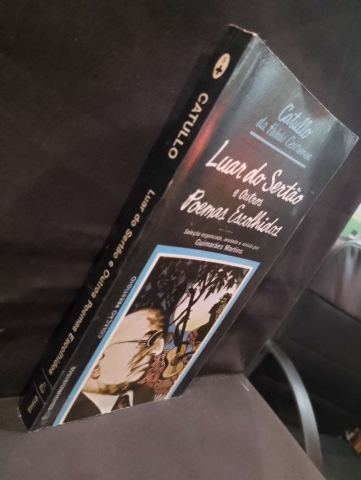 Catullo
da Paixão Cearense
Luar do Sertão
e Outros
Poemas Escolhidos
Seleção organizada, anotada e revista por:
Guimarães Martins
CATULLO
Luar do Sertão e Outros Poemas Escolhidos